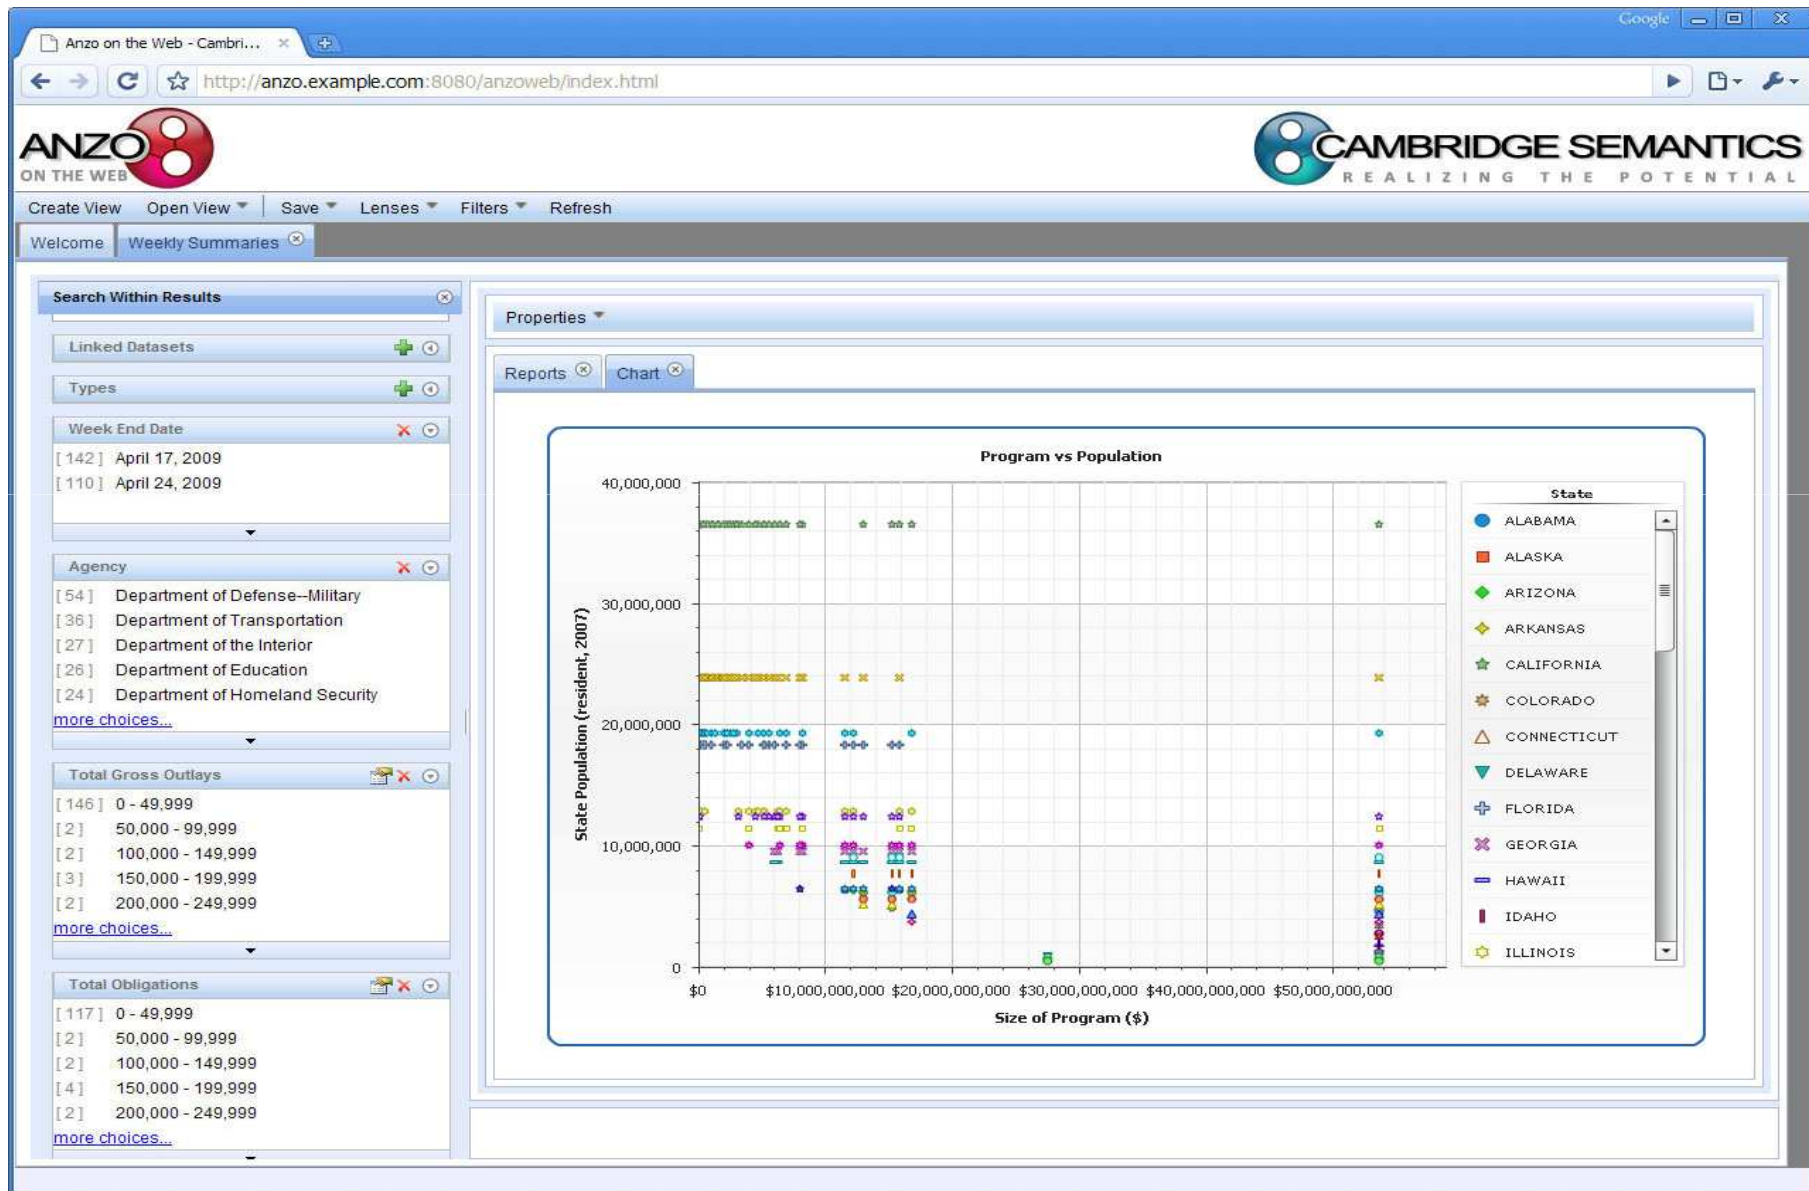 Google
Anzo on the Web - Cambri...
http://anzo.example.com:8080/anzoweb/index.html
ANZO
ON THE WEB
CAMBRIDGE SEMANTICS
REALIZING THE POTENTIAL
Create View Open View Save Lenses Filters Refresh
Welcome Weekly Summaries
Search Within Results
Linked Datasets
Types
Week End Date
[142] April 17, 2009
[110] April 24, 2009
Agency
[54] Department of Defense--Military
[36] Department of Transportation
[27] Department of the Interior
[26] Department of Education
[24] Department of Homeland Security
more choices...
Total Gross Outlays
[146] 0 - 49,999
[2] 50,000 - 99,999
[2] 100,000 - 149,999
[3] 150,000 - 199,999
[2] 200,000 - 249,999
more choices...
Total Obligations
[117] 0 - 49,999
[2] 50,000 - 99,999
[2] 100,000 - 149,999
[4] 150,000 - 199,999
[2] 200,000 - 249,999
more choices...
Properties
Reports Chart
Program vs Population
State Population (resident, 2007)
40,000,000
30,000,000
20,000,000
10,000,000
0
$0 $10,000,000,000 $20,000,000,000 $30,000,000,000 $40,000,000,000 $50,000,000,000
Size of Program ($)
State
ALABAMA
ALASKA
ARIZONA
ARKANSAS
CALIFORNIA
COLORADO
CONNECTICUT
DELAWARE
FLORIDA
GEORGIA
HAWAII
IDAHO
ILLINOIS